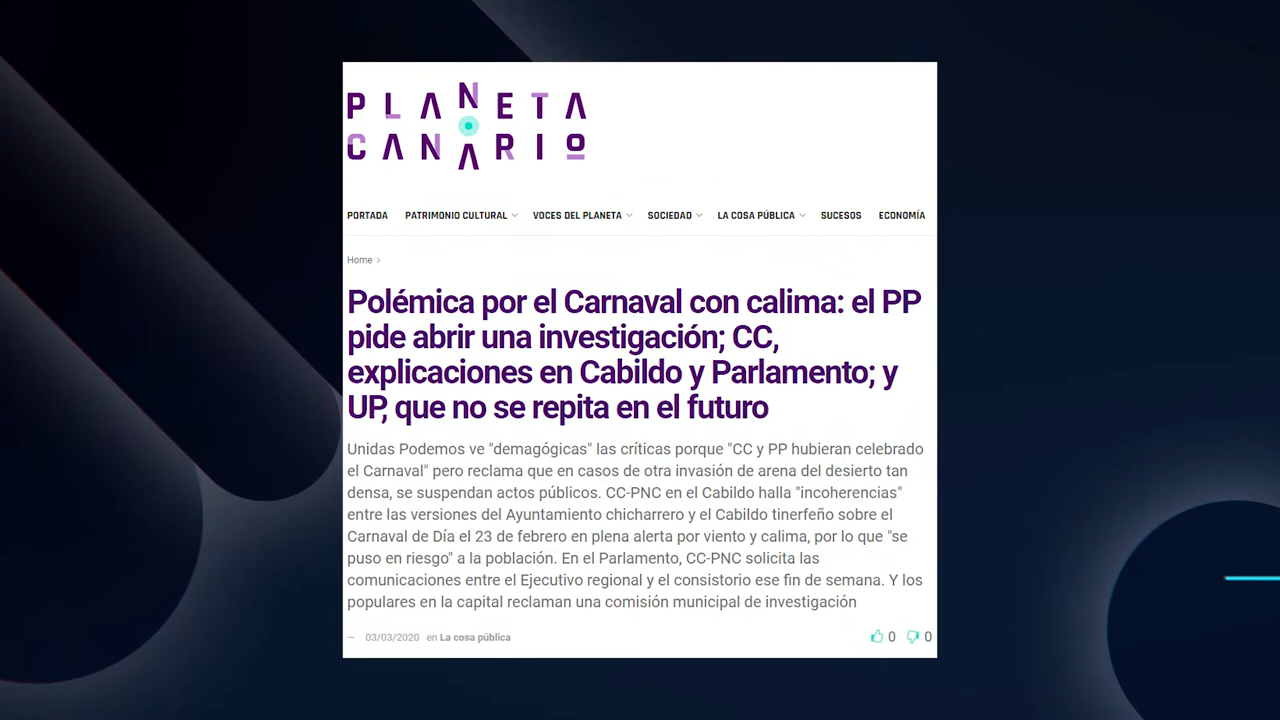 PLANETA
CANARIO
PORTADA PATRIMONIO CULTURAL VOCES DEL PLANETA SOCIEDAD LA COSA PÚBLICA SUCESOS ECONOMÍA
Home
Polémica por el Carnaval con calima: el PP
pide abrir una investigación; CC,
explicaciones en Cabildo y Parlamento; y
UP, que no se repita en el futuro
Unidas Podemos ve "demagógicas" las críticas porque "CC y PP hubieran celebrado
el Carnaval" pero reclama que en casos de otra invasión de arena del desierto tan
densa, se suspendan actos públicos. CC-PNC en el Cabildo halla "incoherencias"
entre las versiones del Ayuntamiento chicharrero y el Cabildo tinerfeño sobre el
Carnaval de Día el 23 de febrero en plena alerta por viento y calima, por lo que "se
puso en riesgo" a la población. En el Parlamento, CC-PNC solicita las
comunicaciones entre el Ejecutivo regional y el consistorio ese fin de semana. Y los
populares en la capital reclaman una comisión municipal de investigación
— 03/03/2020 en La cosa pública 0 0